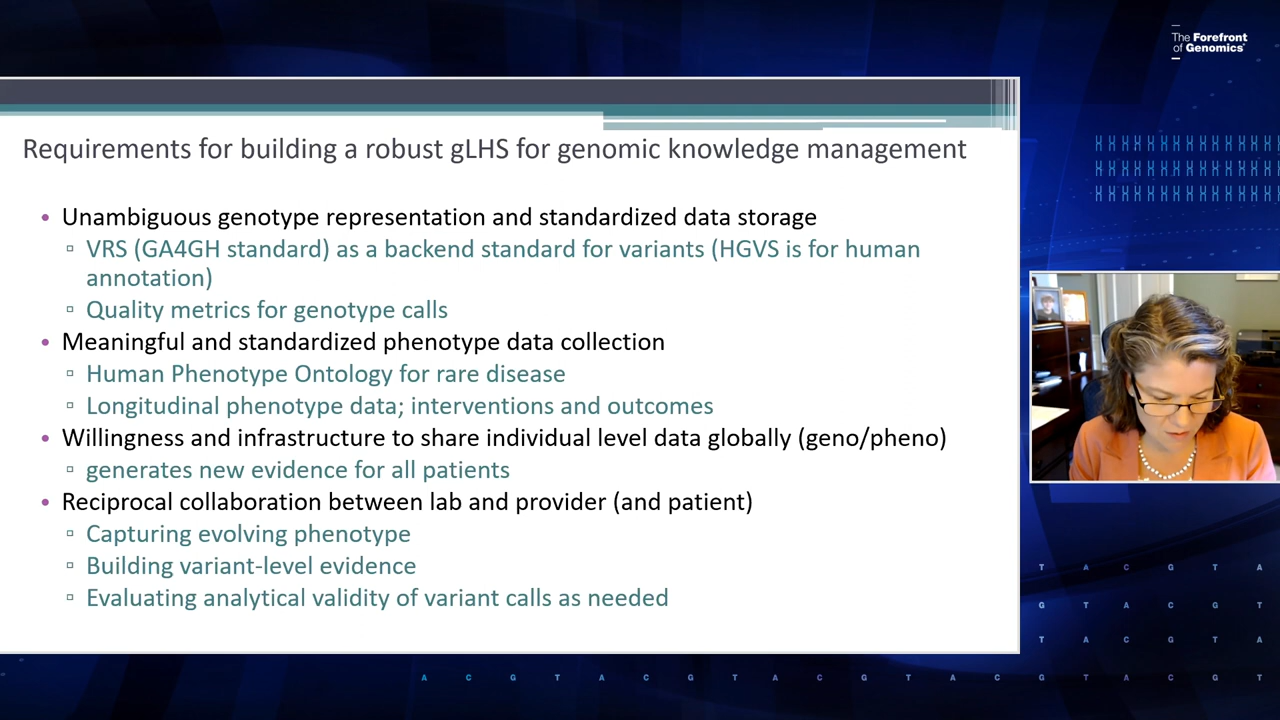 The Forefront
of Genomics
Requirements for building a robust gLHS for genomic knowledge management
• Unambiguous genotype representation and standardized data storage
▫ VRS (GA4GH standard) as a backend standard for variants (HGVS is for human
annotation)
▫ Quality metrics for genotype calls
• Meaningful and standardized phenotype data collection
▫ Human Phenotype Ontology for rare disease
▫ Longitudinal phenotype data; interventions and outcomes
• Willingness and infrastructure to share individual level data globally (geno/pheno)
▫ generates new evidence for all patients
• Reciprocal collaboration between lab and provider (and patient)
▫ Capturing evolving phenotype
▫ Building variant-level evidence
▫ Evaluating analytical validity of variant calls as needed
T A C G T A
G T A C G T
T A C G T A
A C G T A C G T A C G T A C G T A C G T A C G T